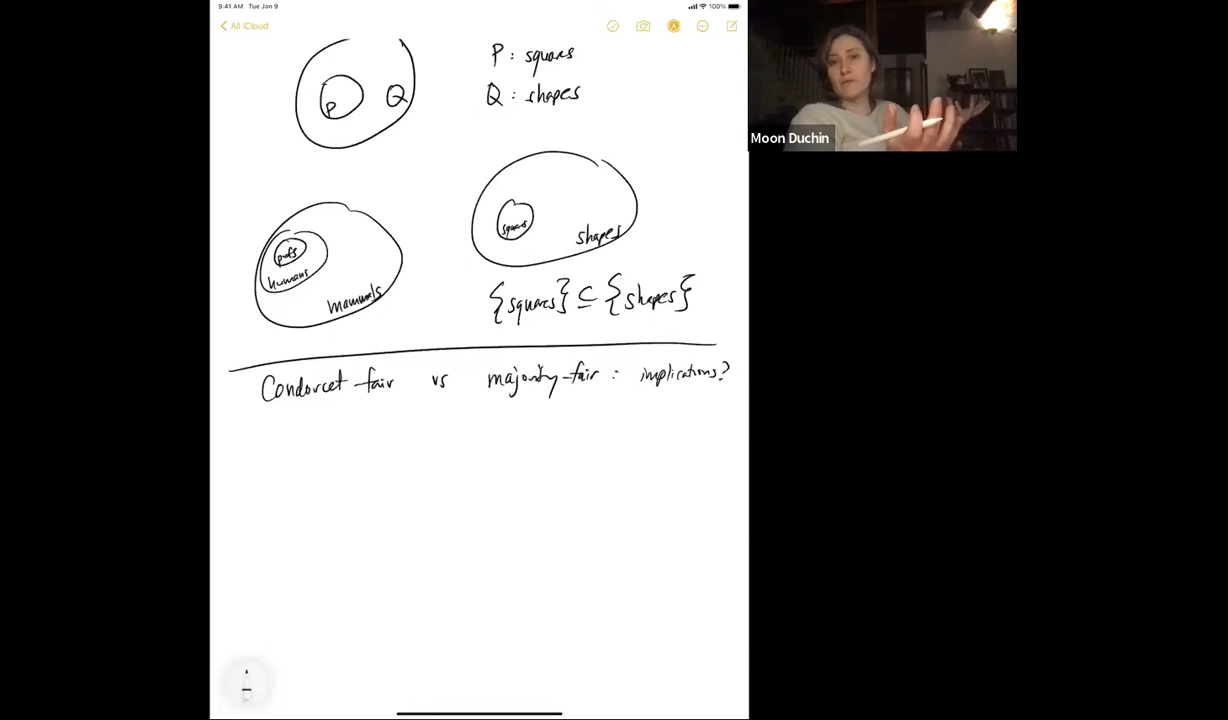 9:41 AM Tue Jan 9
100%
All iCloud
P : squares
Q : shapes
P
Q
Moon Duchin
squares
shapes
profs
humans
mammals
{squares} ⊆ {shapes}
Condorcet-fair vs majority-fair : implications?